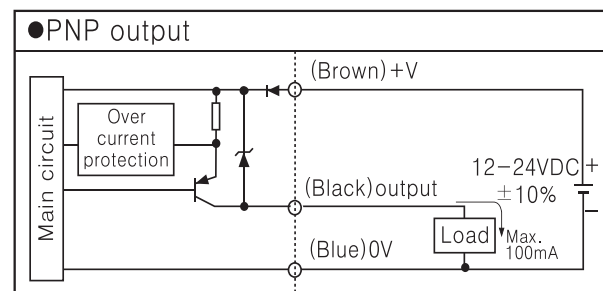 ●PNP output
(Brown)+V
Over
current
protection
Main circuit
12-24VDC
±10%
+
−
(Black)output
Load
Max.
100mA
(Blue)0V